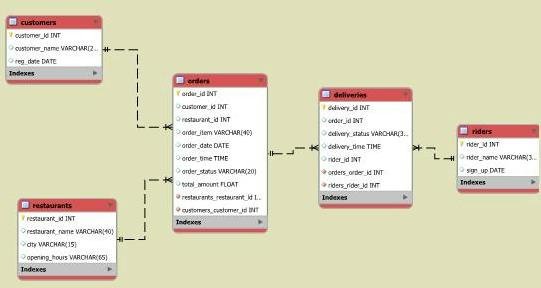 customers
customer_id INT
customer_name VARCHAR(2...
reg_date DATE
Indexes
orders
order_id INT
customer_id INT
restaurant_id INT
order_item VARCHAR(40)
order_date DATE
order_time TIME
order_status VARCHAR(20)
total_amount FLOAT
restaurants_restaurant_id I...
customers_customer_id INT
Indexes
deliveries
delivery_id INT
order_id INT
delivery_status VARCHAR(3...
delivery_time TIME
rider_id INT
orders_order_id INT
riders_rider_id INT
Indexes
riders
rider_id INT
rider_name VARCHAR(3...
sign_up DATE
Indexes
restaurants
restaurant_id INT
restaurant_name VARCHAR(40)
city VARCHAR(15)
opening_hours VARCHAR(65)
Indexes